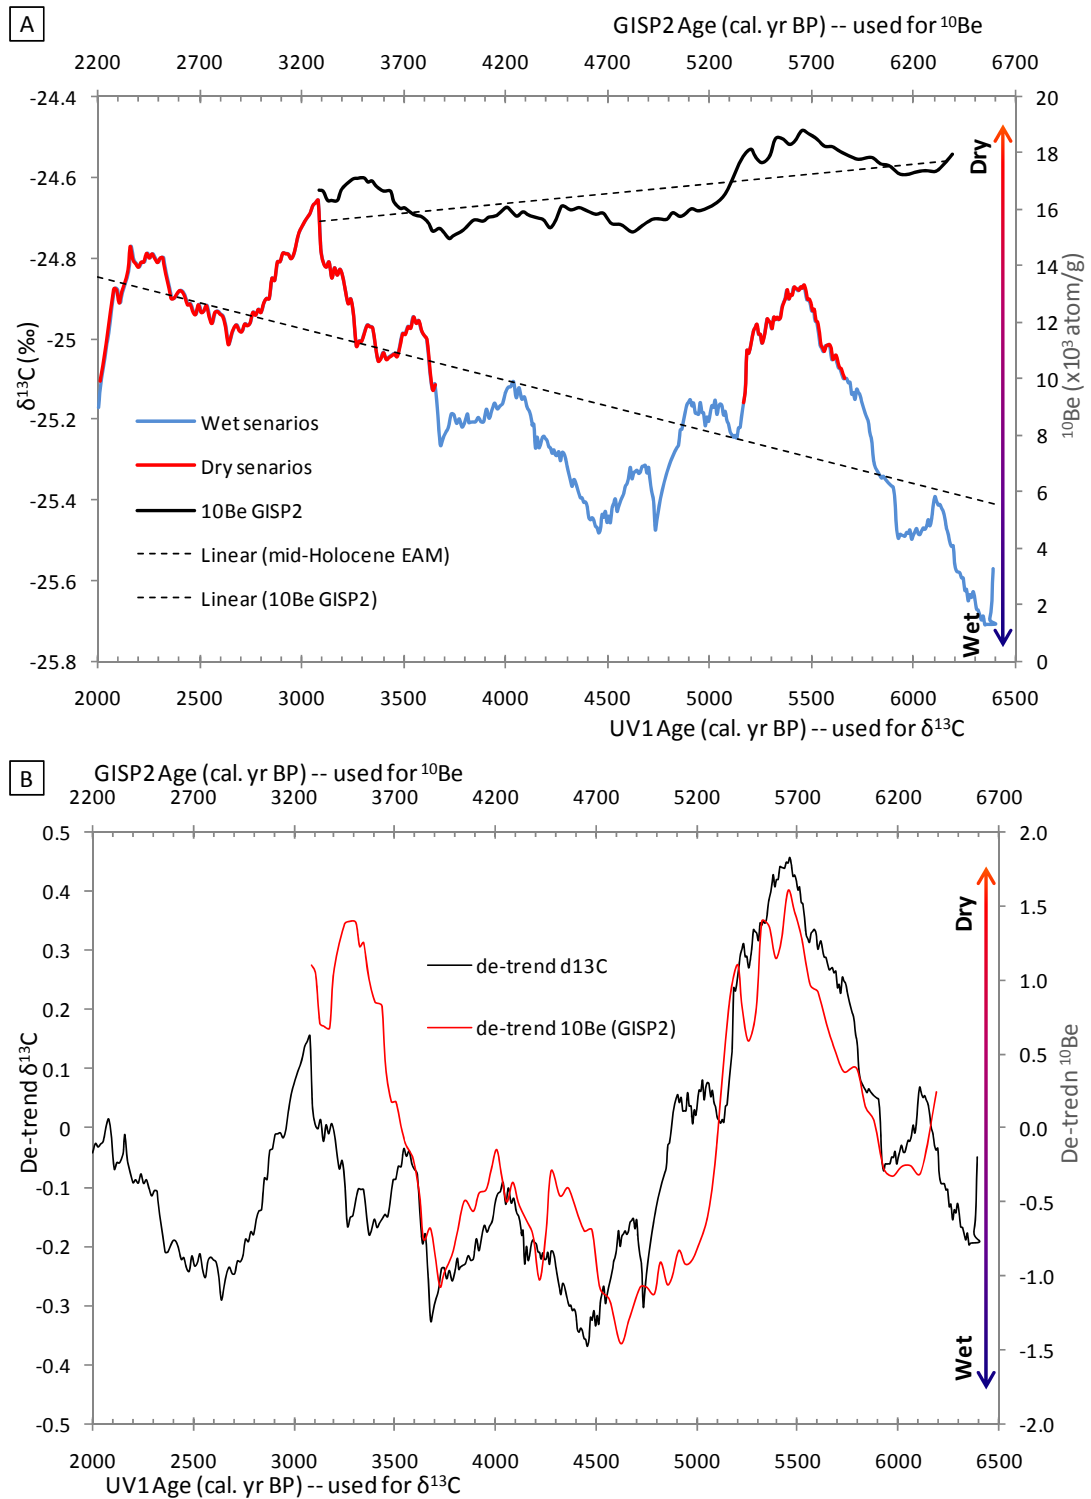 A
GISP2 Age (cal. yr BP) -- used for ¹⁰Be
2200 2700 3200 3700 4200 4700 5200 5700 6200 6700
-24.4
-24.6
-24.8
-25
-25.2
-25.4
-25.6
-25.8
δ¹³C (‰)
20
18
16
14
12
10
8
6
4
2
0
¹⁰Be (x10³ atom/g)
Dry
Wet
Wet senarios
Dry senarios
10Be GISP2
Linear (mid-Holocene EAM)
Linear (10Be GISP2)
2000 2500 3000 3500 4000 4500 5000 5500 6000 6500
UV1 Age (cal. yr BP) -- used for δ¹³C
B
GISP2 Age (cal. yr BP) -- used for ¹⁰Be
2200 2700 3200 3700 4200 4700 5200 5700 6200 6700
0.5
0.4
0.3
0.2
0.1
0
-0.1
-0.2
-0.3
-0.4
-0.5
De-trend δ¹³C
2.0
1.5
1.0
0.5
0.0
-0.5
-1.0
-1.5
-2.0
De-tredn ¹⁰Be
Dry
Wet
de-trend d13C
de-trend 10Be (GISP2)
2000 2500 3000 3500 4000 4500 5000 5500 6000 6500
UV1 Age (cal. yr BP) -- used for δ¹³C